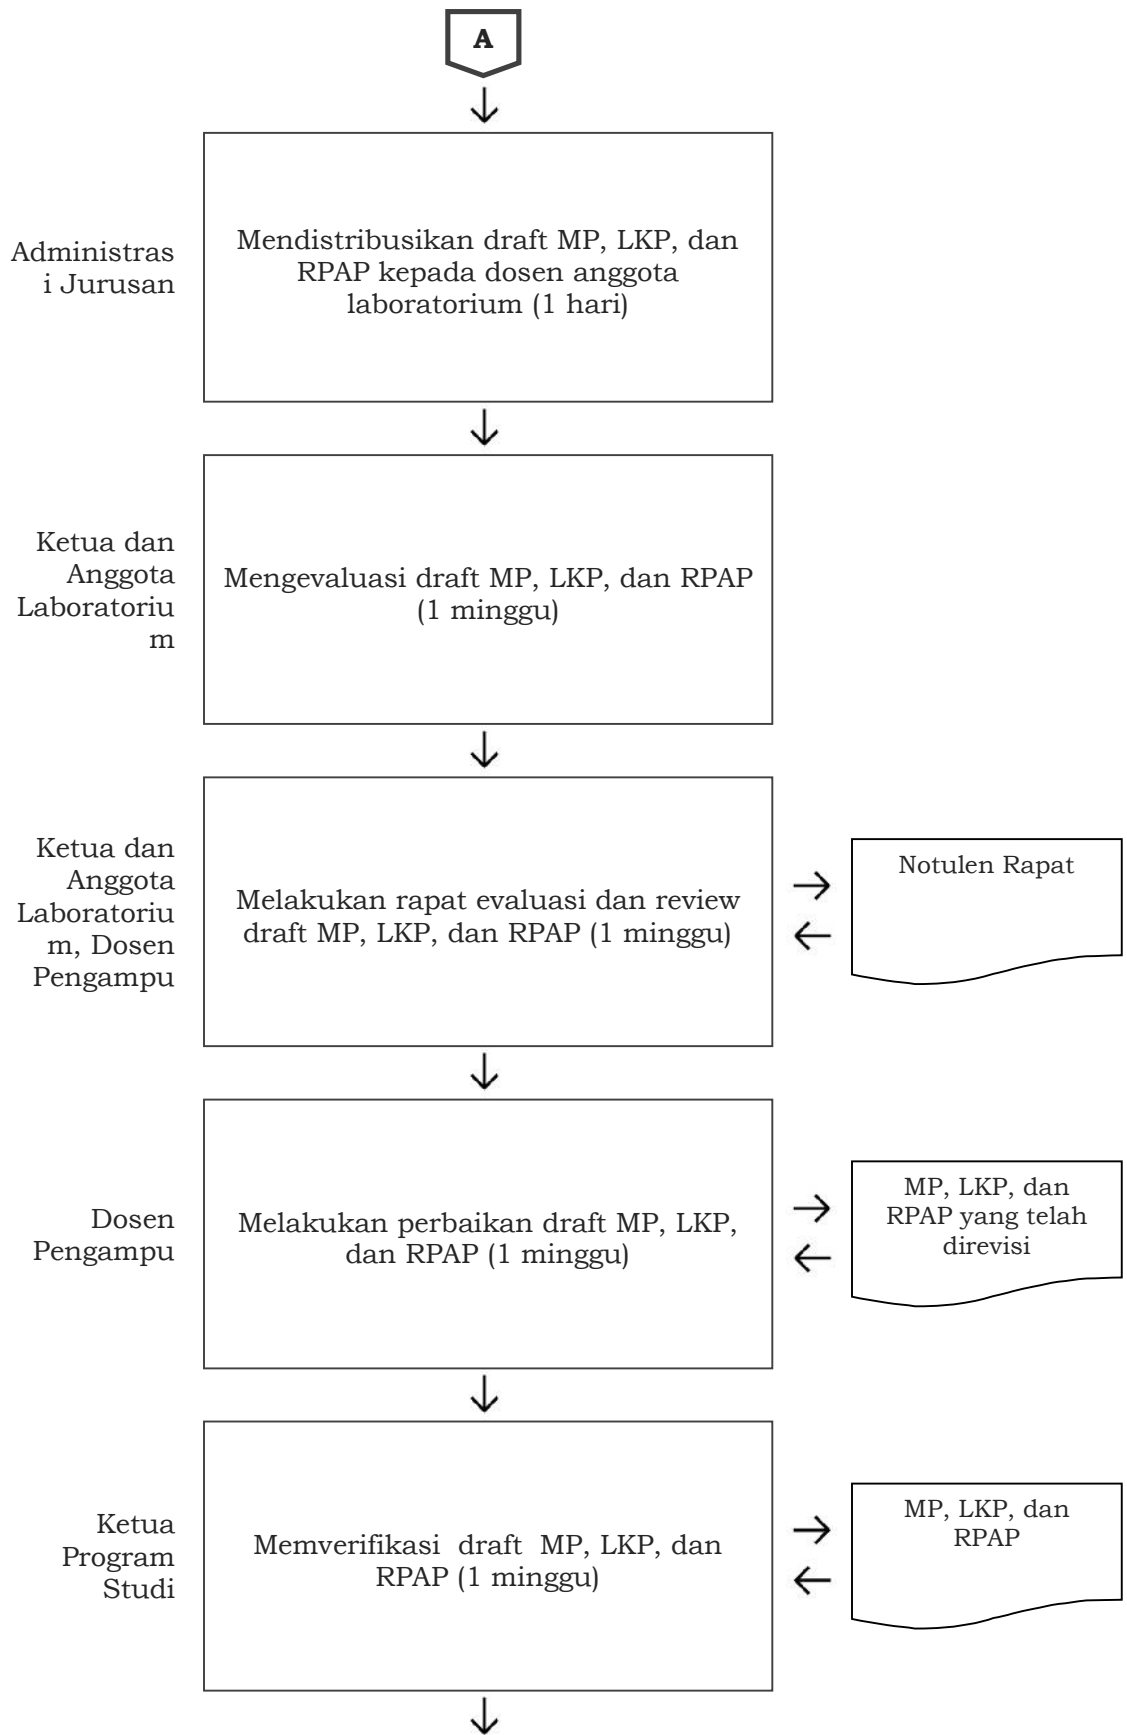 A
Administras
i Jurusan
Mendistribusikan draft MP, LKP, dan
RPAP kepada dosen anggota
laboratorium (1 hari)
Ketua dan
Anggota
Laboratoriu
m
Mengevaluasi draft MP, LKP, dan RPAP
(1 minggu)
Ketua dan
Anggota
Laboratoriu
m, Dosen
Pengampu
Melakukan rapat evaluasi dan review
draft MP, LKP, dan RPAP (1 minggu)
Notulen Rapat
Dosen
Pengampu
Melakukan perbaikan draft MP, LKP,
dan RPAP (1 minggu)
MP, LKP, dan
RPAP yang telah
direvisi
Ketua
Program
Studi
Memverifikasi  draft  MP, LKP, dan
RPAP (1 minggu)
MP, LKP, dan
RPAP